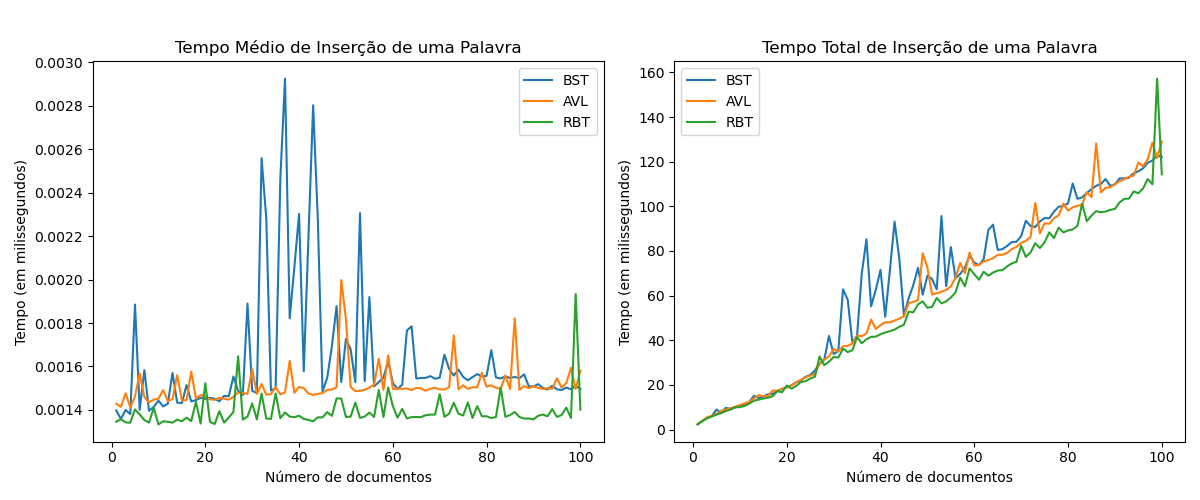 Tempo Médio de Inserção de uma Palavra
0.0030
0.0028
0.0026
0.0024
0.0022
0.0020
0.0018
0.0016
0.0014
Tempo (em milissegundos)
BST
AVL
RBT
0 20 40 60 80 100
Número de documentos
Tempo Total de Inserção de uma Palavra
160
140
120
100
80
60
40
20
0
Tempo (em milissegundos)
BST
AVL
RBT
0 20 40 60 80 100
Número de documentos